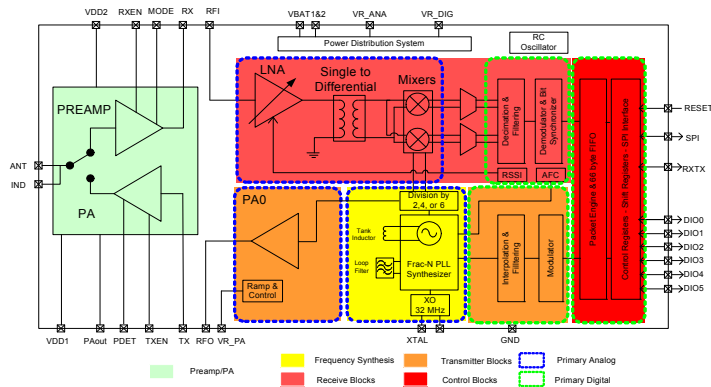 VDD2
RXEN
MODE
RX
RFI
VBAT1&2
VR_ANA
VR_DIG
Power Distribution System
RC
Oscillator
LNA
Single to
Differential
Mixers
PREAMP
PA
ANT
IND
Decimation &
Filtering
Demodulator & Bit
Synchronizer
RSSI
AFC
Packet Engine & 66 byte FIFO
Control Registers - Shift Registers - SPI Interface
RESET
SPI
RXTX
DIO0
DIO1
DIO2
DIO3
DIO4
DIO5
PA0
Ramp &
Control
Division by
2,4, or 6
Tank
Inductor
Loop
Filter
Frac-N PLL
Synthesizer
XO
32 MHz
Interpolation &
Filtering
Modulator
VDD1
PAout
PDET
TXEN
TX
RFO
VR_PA
XTAL
GND
Preamp/PA
Frequency Synthesis
Transmitter Blocks
Primary Analog
Receive Blocks
Control Blocks
Primary Digital